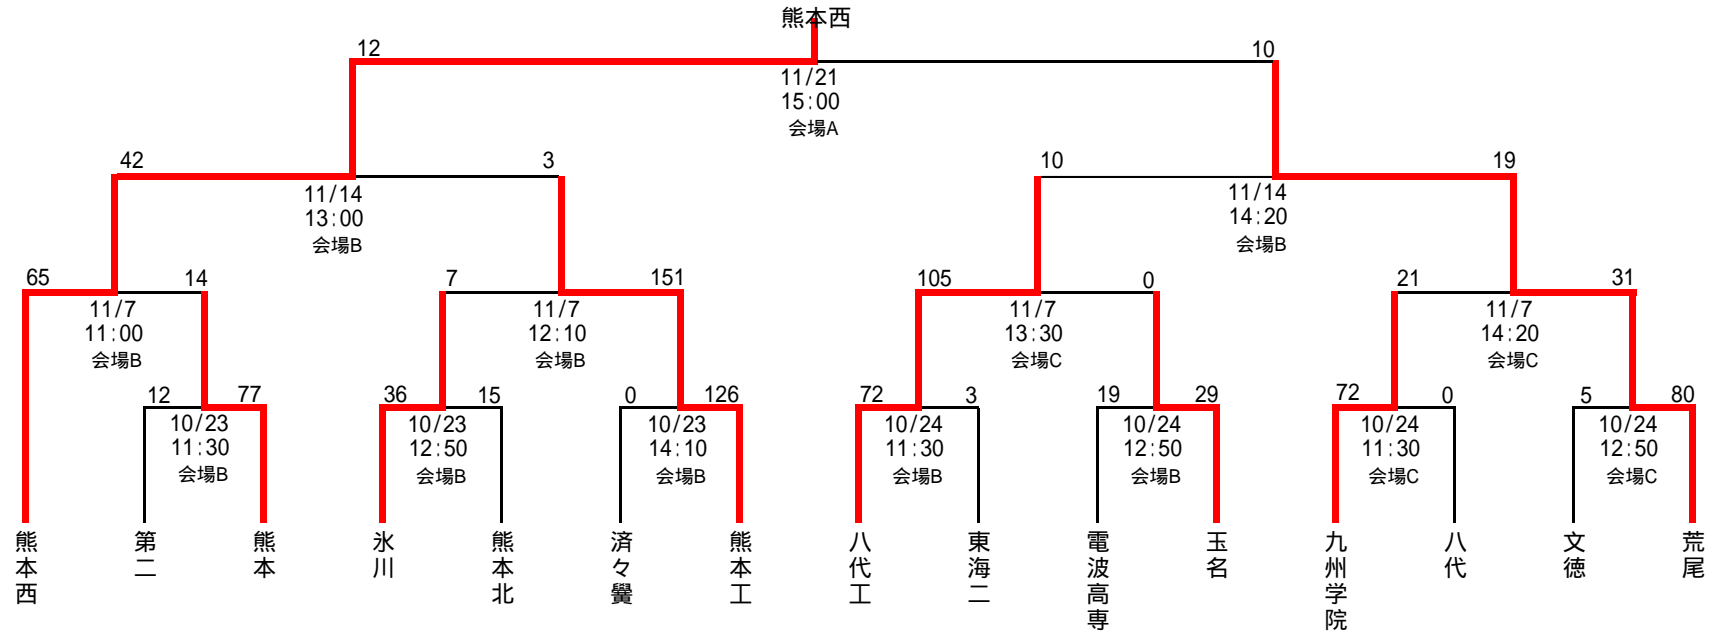 熊本西
12
10
11/21
15:00
会場A
42
3
10
19
11/14
13:00
会場B
11/14
14:20
会場B
65
14
7
151
105
0
21
31
11/7
11:00
会場B
11/7
12:10
会場B
11/7
13:30
会場C
11/7
14:20
会場C
12
77
36
15
0
126
72
3
19
29
72
0
5
80
10/23
11:30
会場B
10/23
12:50
会場B
10/23
14:10
会場B
10/24
11:30
会場B
10/24
12:50
会場B
10/24
11:30
会場C
10/24
12:50
会場C
熊本西
第二
熊本
氷川
熊本北
済々黌
熊本工
八代工
東海二
電波高専
玉名
九州学院
八代
文徳
荒尾